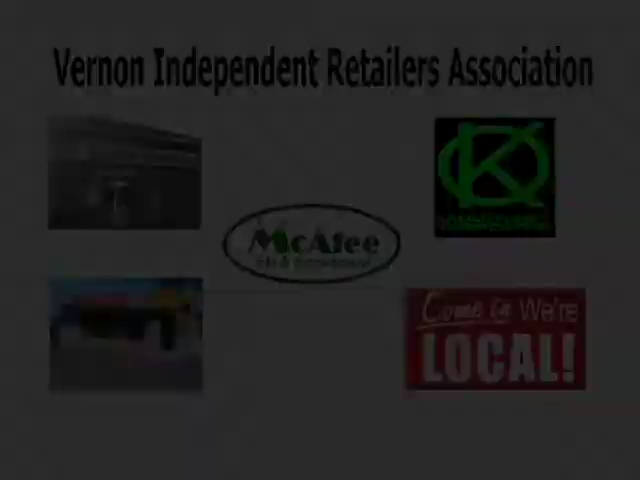 Vernon Independent Retailers Association
McAfee
Come in We're
LOCAL!